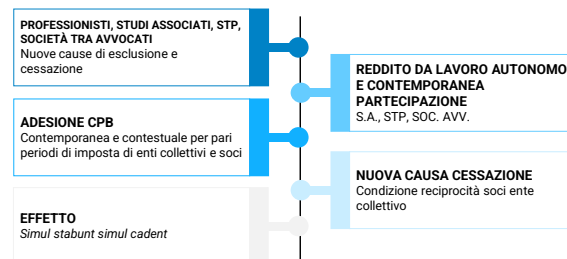 PROFESSIONISTI, STUDI ASSOCIATI, STP,
SOCIETÀ TRA AVVOCATI
Nuove cause di esclusione e
cessazione
REDDITO DA LAVORO AUTONOMO
E CONTEMPORANEA
PARTECIPAZIONE
S.A., STP, SOC. AVV.
ADESIONE CPB
Contemporanea e contestuale per pari
periodi di imposta di enti collettivi e soci
NUOVA CAUSA CESSAZIONE
Condizione reciprocità soci ente
collettivo
EFFETTO
Simul stabunt simul cadent